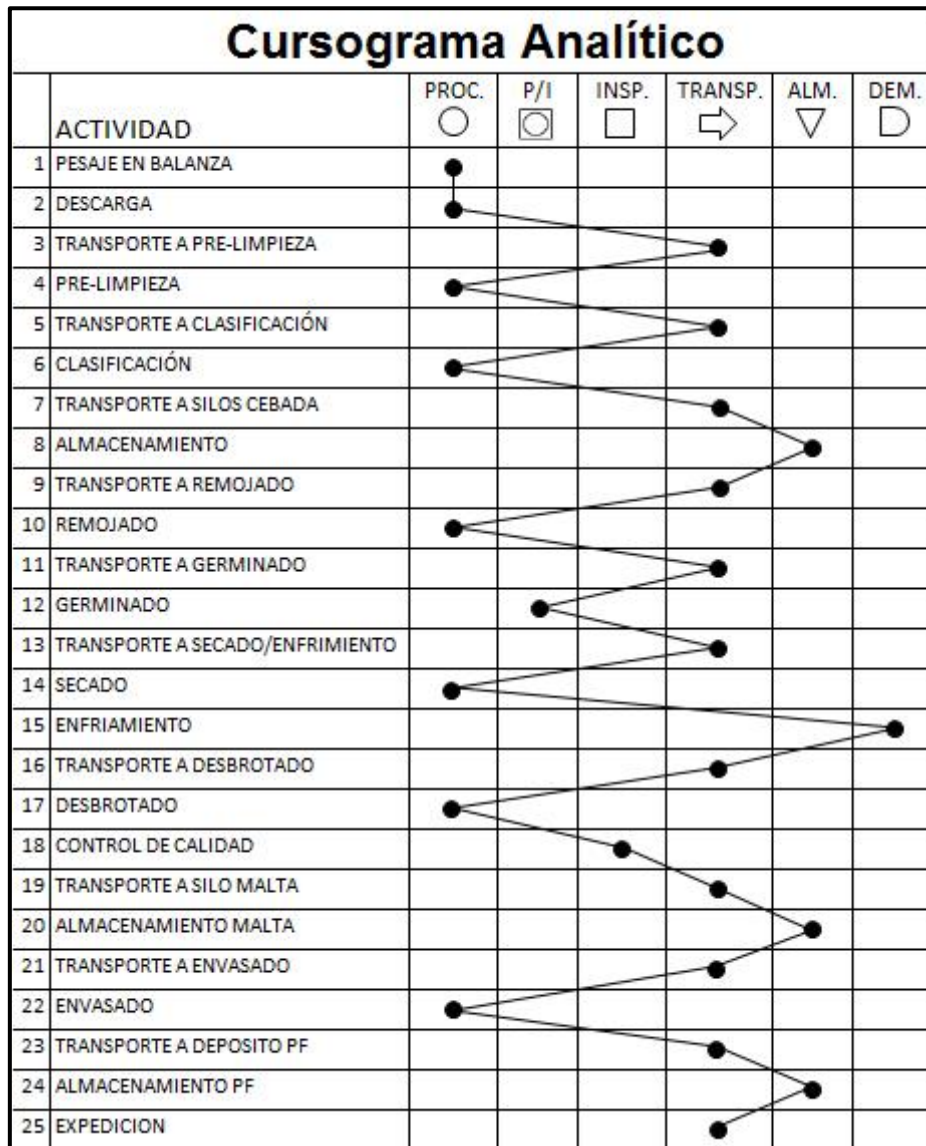 Cursograma Analítico
ACTIVIDAD PROC. P/I INSP. TRANSP. ALM. DEM.
1 PESAJE EN BALANZA
2 DESCARGA
3 TRANSPORTE A PRE-LIMPIEZA
4 PRE-LIMPIEZA
5 TRANSPORTE A CLASIFICACIÓN
6 CLASIFICACIÓN
7 TRANSPORTE A SILOS CEBADA
8 ALMACENAMIENTO
9 TRANSPORTE A REMOJADO
10 REMOJADO
11 TRANSPORTE A GERMINADO
12 GERMINADO
13 TRANSPORTE A SECADO/ENFRIMIENTO
14 SECADO
15 ENFRIAMIENTO
16 TRANSPORTE A DESBROTADO
17 DESBROTADO
18 CONTROL DE CALIDAD
19 TRANSPORTE A SILO MALTA
20 ALMACENAMIENTO MALTA
21 TRANSPORTE A ENVASADO
22 ENVASADO
23 TRANSPORTE A DEPOSITO PF
24 ALMACENAMIENTO PF
25 EXPEDICION